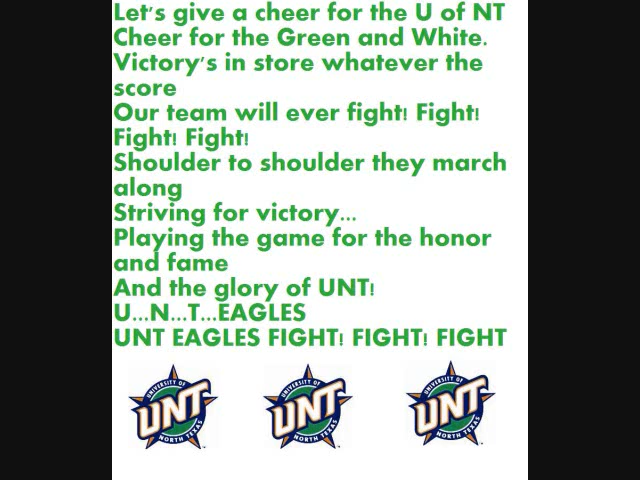 Let's give a cheer for the U of NT
Cheer for the Green and White.
Victory's in store whatever the
score
Our team will ever fight! Fight!
Fight! Fight!
Shoulder to shoulder they march
along
Striving for victory...
Playing the game for the honor
and fame
And the glory of UNT!
U...N...T...EAGLES
UNT EAGLES FIGHT! FIGHT! FIGHT
UNIVERSITY OF
UNT
NORTH TEXAS
UNIVERSITY OF
UNT
NORTH TEXAS
UNIVERSITY OF
UNT
NORTH TEXAS